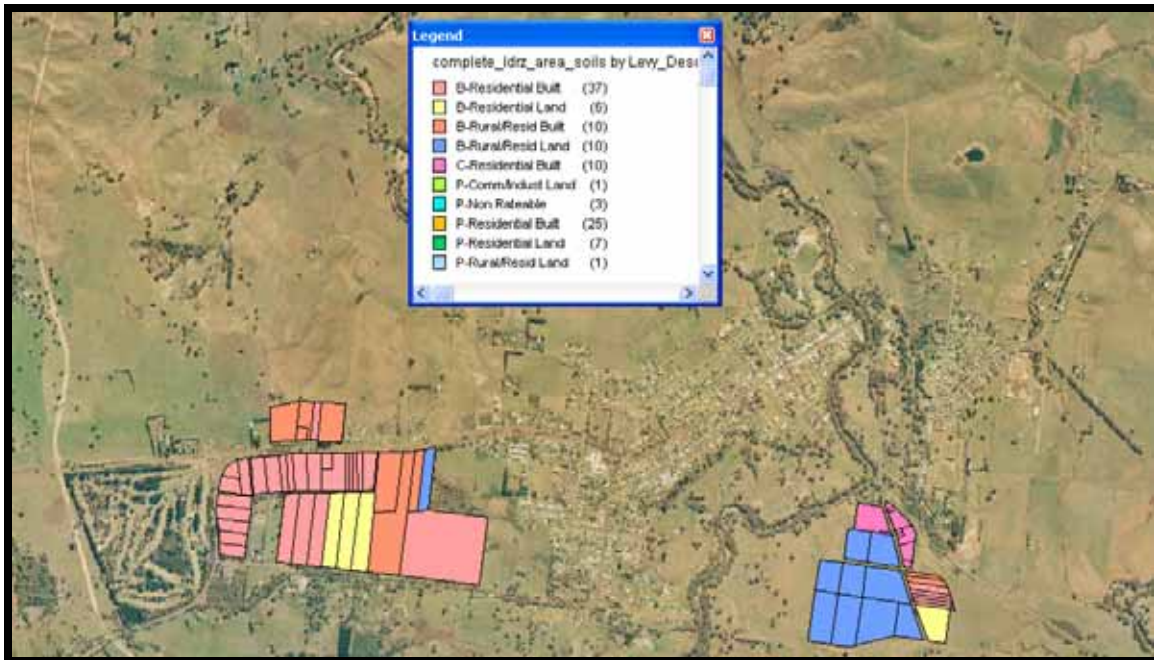 Legend
complete_ldrz_area_soils by Levy_Desc
B-Residential Built (37)
B-Residential Land (6)
B-Rural/Resid Built (10)
B-Rural/Resid Land (10)
C-Residential Built (10)
P-Comm/Indust Land (1)
P-Non Rateable (3)
P-Residential Built (25)
P-Residential Land (7)
P-Rural/Resid Land (1)